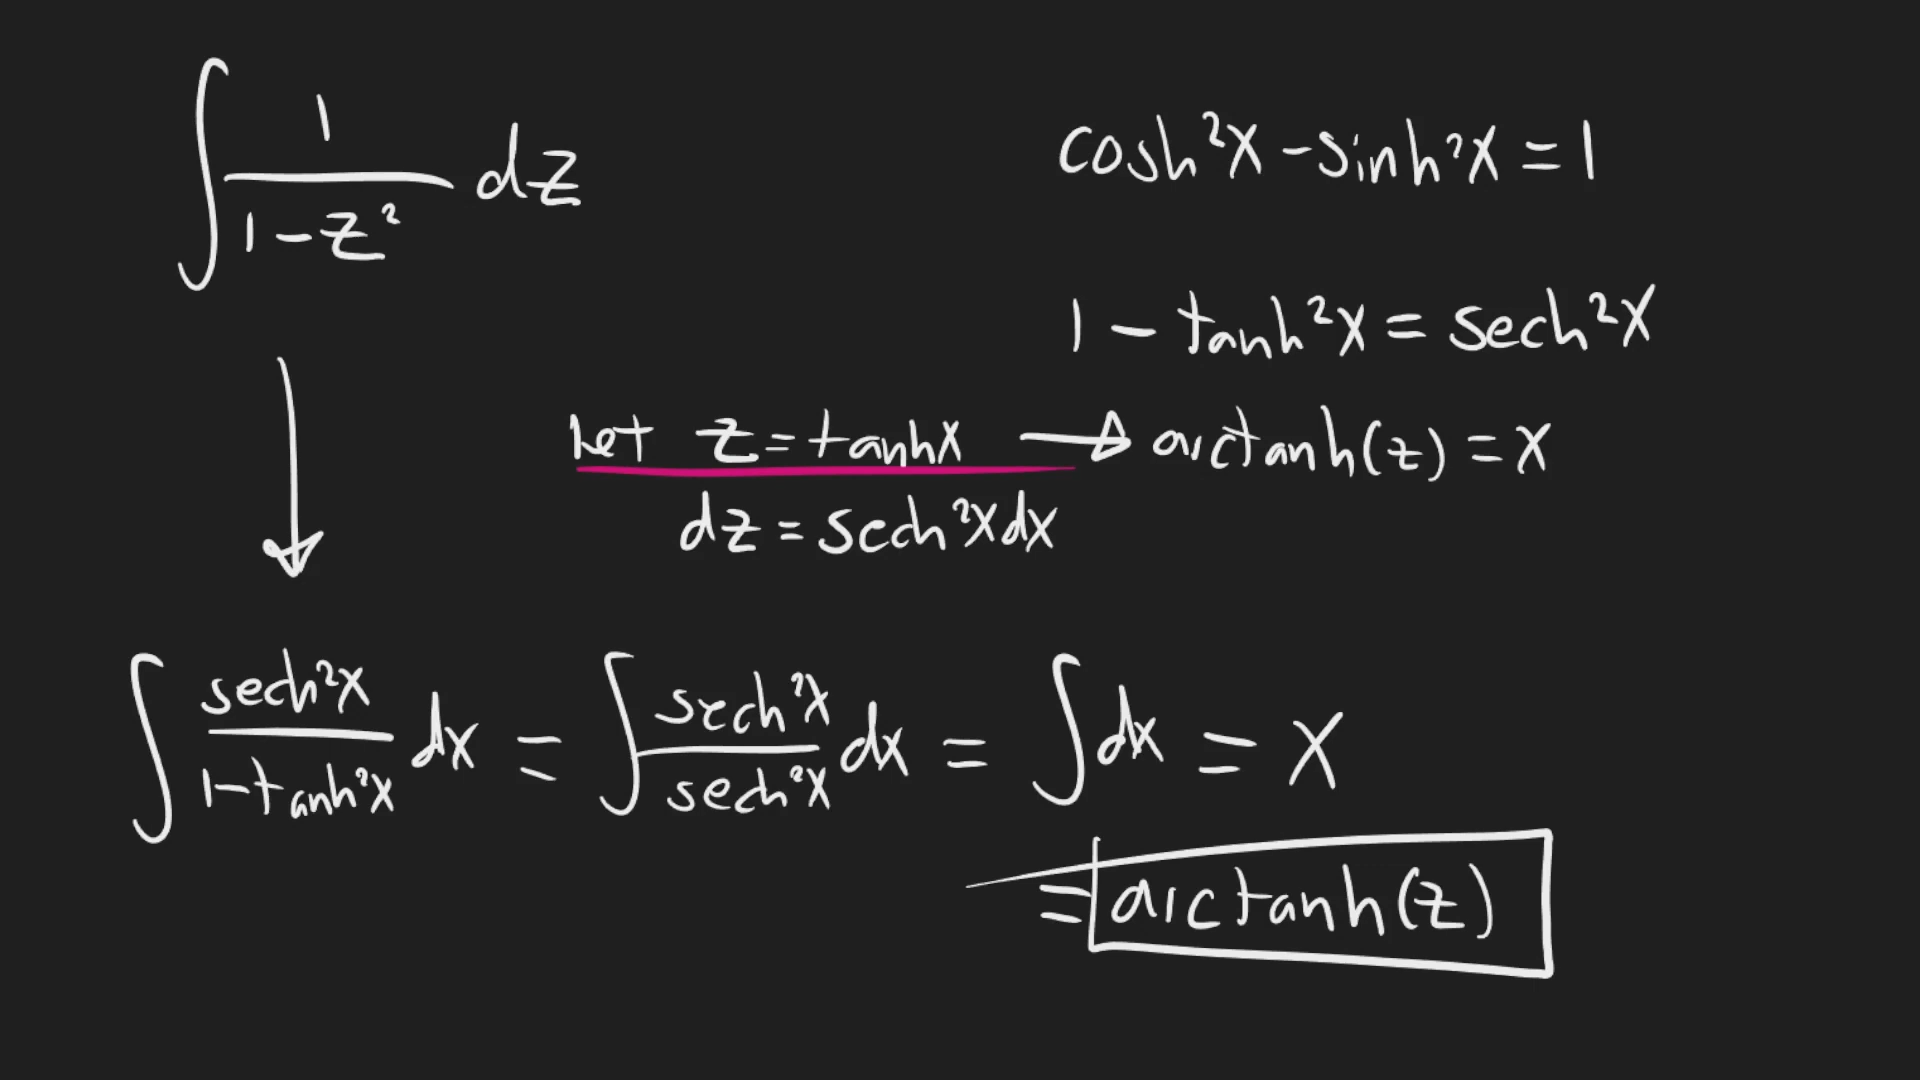 ∫ 1/(1-z²) dz
cosh²x - sinh²x = 1
1 - tanh²x = sech²x
let z = tanhx → arctanh(z) = x
dz = sech²x dx
∫ sech²x/(1-tanh²x) dx = ∫ sech²x/sech²x dx = ∫ dx = x
= arctanh(z)